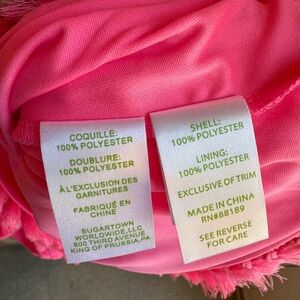 COQUILLE:
100% POLYESTER
DOUBLURE:
100% POLYESTER
À L'EXCLUSION DES
GARNITURES
FABRIQUÉ EN
CHINE
SUGARTOWN
WORLDWIDE,LLC
800 THIRD AVENUE
KING OF PRUSSIA,PA
SHELL:
100% POLYESTER
LINING:
100% POLYESTER
EXCLUSIVE OF TRIM
MADE IN CHINA
RN#88189
SEE REVERSE
FOR CARE